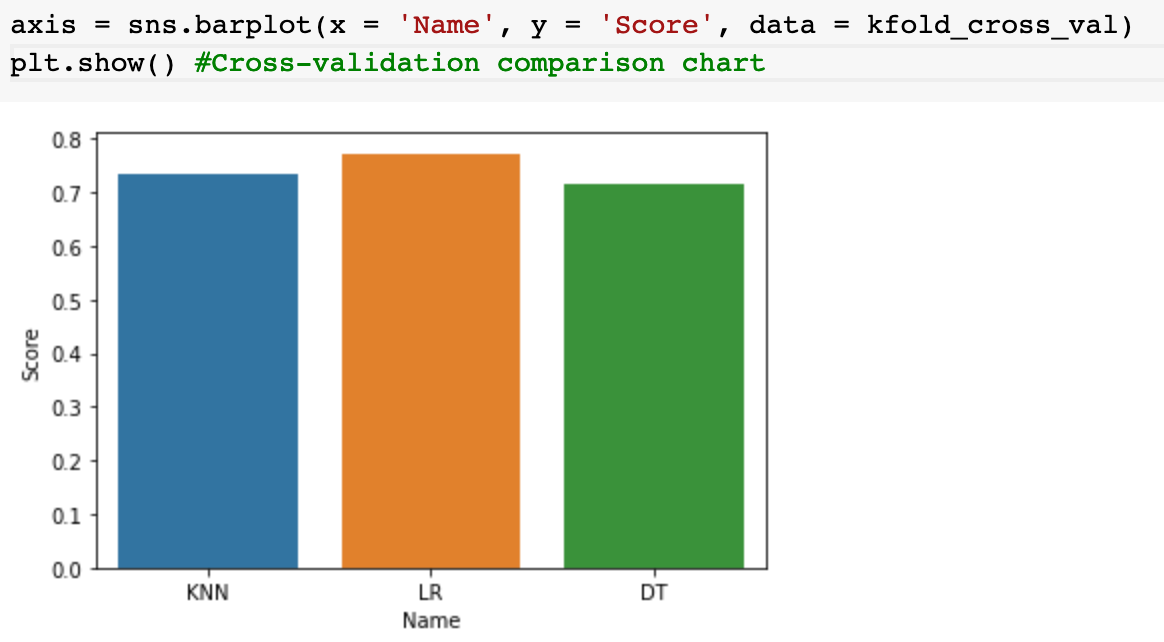 axis = sns.barplot(x = 'Name', y = 'Score', data = kfold_cross_val)
plt.show() #Cross-validation comparison chart
0.8
0.7
0.6
0.5
0.4
0.3
0.2
0.1
0.0
Score
KNN LR DT
Name